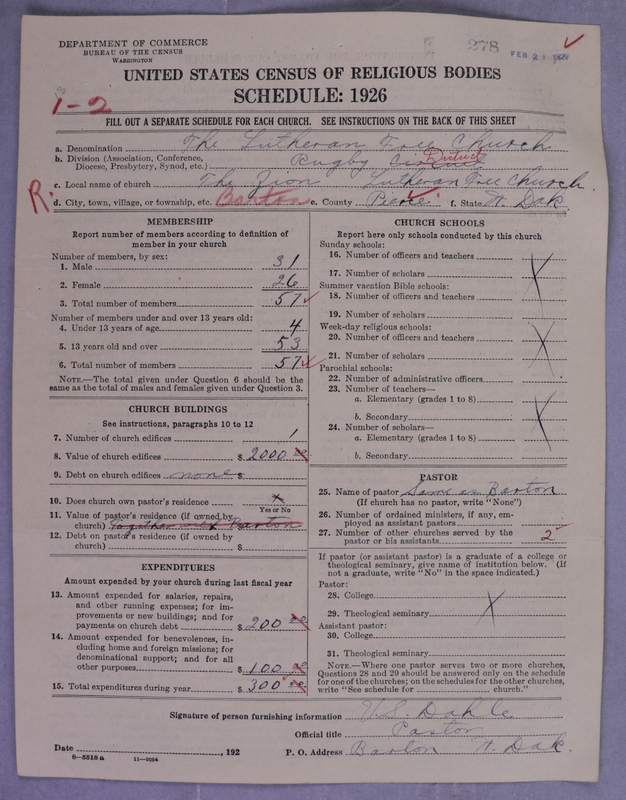 DEPARTMENT OF COMMERCE
BUREAU OF THE CENSUS
WASHINGTON
278
FEB 2
UNITED STATES CENSUS OF RELIGIOUS BODIES
SCHEDULE: 1926
1-2
FILL OUT A SEPARATE SCHEDULE FOR EACH CHURCH. SEE INSTRUCTIONS ON THE BACK OF THIS SHEET
a. Denomination The Lutheran Free Church
b. Division (Association, Conference, Diocese, Presbytery, Synod, etc.) Rugby District
c. Local name of church The Zion Lutheran Free Church
R. d. City, town, village, or township, etc. Barton e. County Pierce f. State N. Dak
MEMBERSHIP
Report number of members according to definition of member in your church
Number of members, by sex:
1. Male 31
2. Female 26
3. Total number of members 57
Number of members under and over 13 years old:
4. Under 13 years of age 4
5. 13 years old and over 53
6. Total number of members 57
NOTE.—The total given under Question 6 should be the same as the total of males and females given under Question 3.
CHURCH BUILDINGS
See instructions, paragraphs 10 to 12
7. Number of church edifices 1
8. Value of church edifices $ 2000 00
9. Debt on church edifices none $
10. Does church own pastor's residence x
Yes or No
11. Value of pastor's residence (if owned by church) Together with Barton
12. Debt on pastor's residence (if owned by church) $
EXPENDITURES
Amount expended by your church during last fiscal year
13. Amount expended for salaries, repairs, and other running expenses; for improvements or new buildings; and for payments on church debt $ 200 00
14. Amount expended for benevolences, including home and foreign missions; for denominational support; and for all other purposes $ 100 00
15. Total expenditures during year $ 300 00
CHURCH SCHOOLS
Report here only schools conducted by this church
Sunday schools:
16. Number of officers and teachers
17. Number of scholars
Summer vacation Bible schools:
18. Number of officers and teachers
19. Number of scholars
Week-day religious schools:
20. Number of officers and teachers
21. Number of scholars
Parochial schools:
22. Number of administrative officers
23. Number of teachers—
a. Elementary (grades 1 to 8)
b. Secondary
24. Number of scholars—
a. Elementary (grades 1 to 8)
b. Secondary
PASTOR
25. Name of pastor Same as Barton
(If church has no pastor, write "None")
26. Number of ordained ministers, if any, employed as assistant pastors
27. Number of other churches served by the pastor or his assistants 2
If pastor (or assistant pastor) is a graduate of a college or theological seminary, give name of institution below. (If not a graduate, write "No" in the space indicated.)
Pastor:
28. College
29. Theological seminary
Assistant pastor:
30. College
31. Theological seminary
NOTE.—Where one pastor serves two or more churches, Questions 28 and 29 should be answered only on the schedule for one of the churches; on the schedules for the other churches, write "See schedule for church."
Signature of person furnishing information Dahle
Official title Pastor
Date , 192 P. O. Address Barton N. Dak.
8-5518a 11-9034